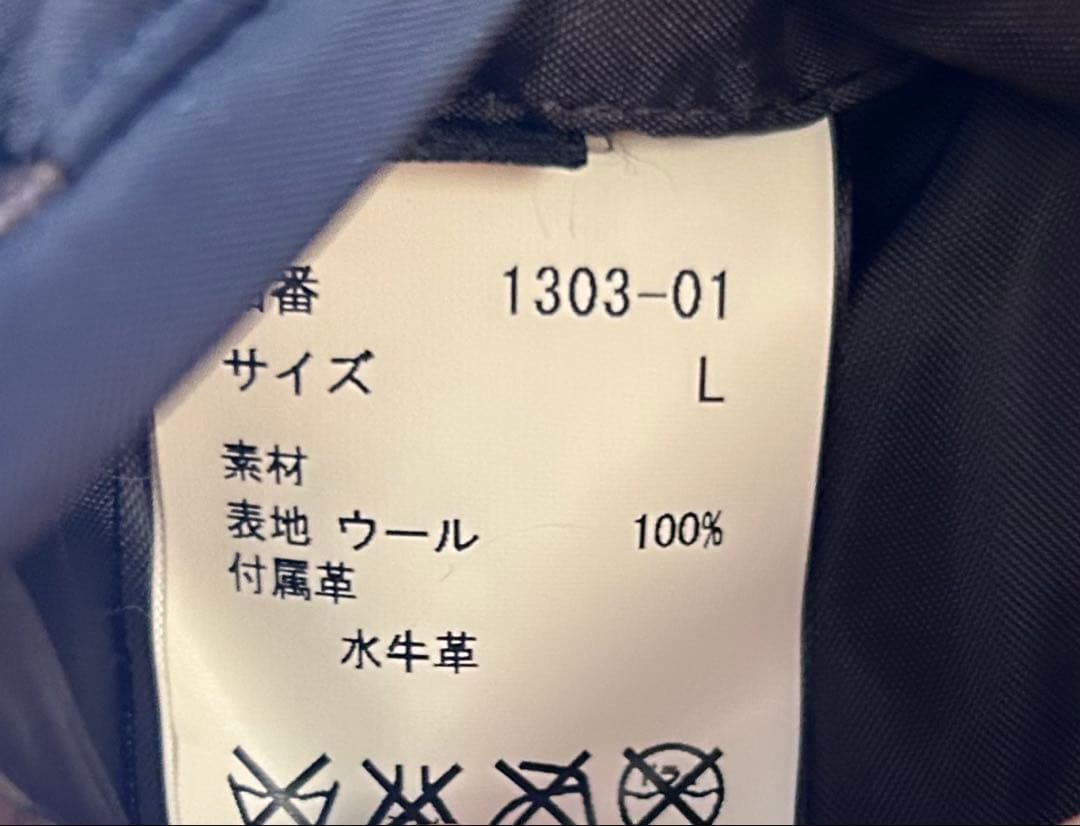 番 1303-01
サイズ L
素材
表地 ウール 100%
付属革
水牛革